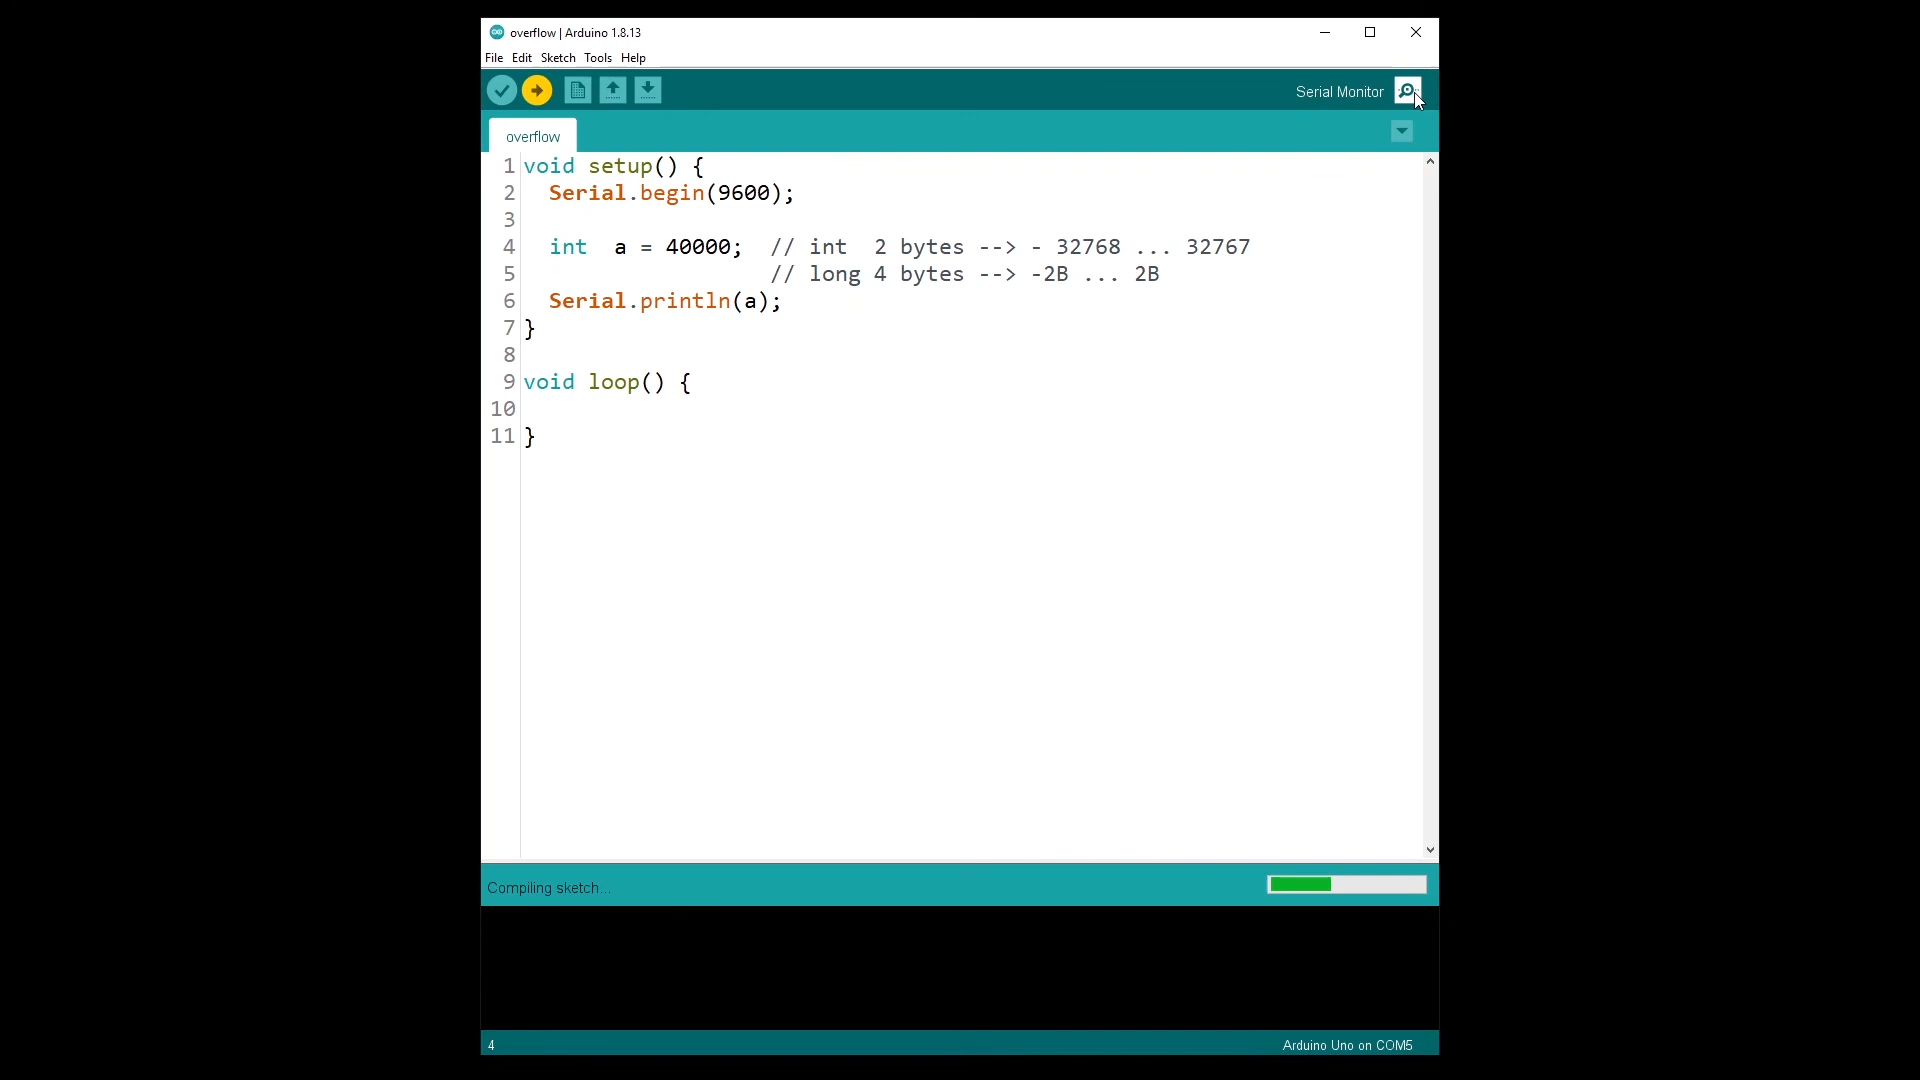 overflow | Arduino 1.8.13
File Edit Sketch Tools Help
Serial Monitor
overflow
1 void setup() {
2   Serial.begin(9600);
3
4   int  a = 40000;  // int  2 bytes --> - 32768 ... 32767
5                    // long 4 bytes --> -2B ... 2B
6   Serial.println(a);
7 }
8
9 void loop() {
10
11 }
Compiling sketch...
4 Arduino Uno on COM5